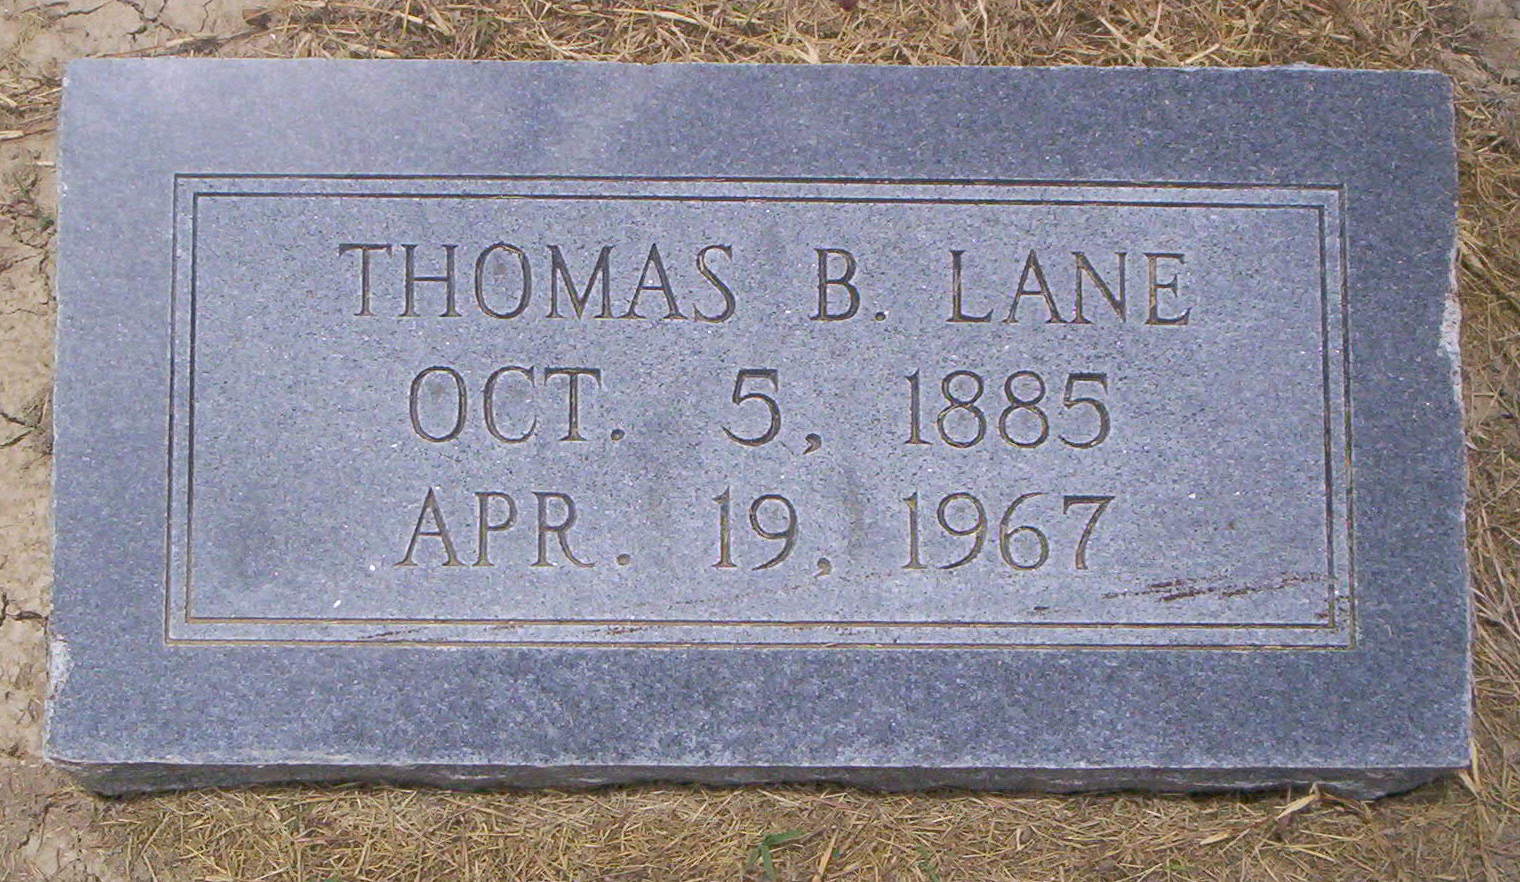 THOMAS B. LANE
OCT. 5, 1885
APR. 19, 1967